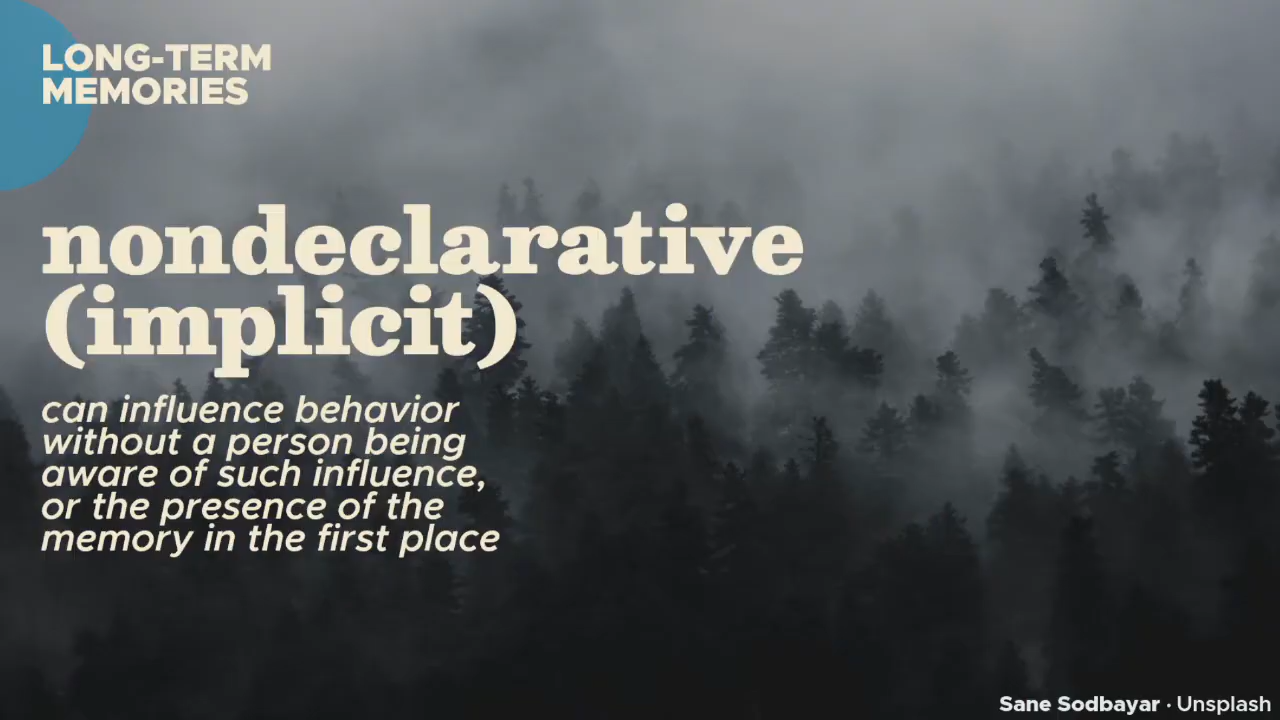 LONG-TERM
MEMORIES
nondeclarative
(implicit)
can influence behavior
without a person being
aware of such influence,
or the presence of the
memory in the first place
Sane Sodbayar · Unsplash